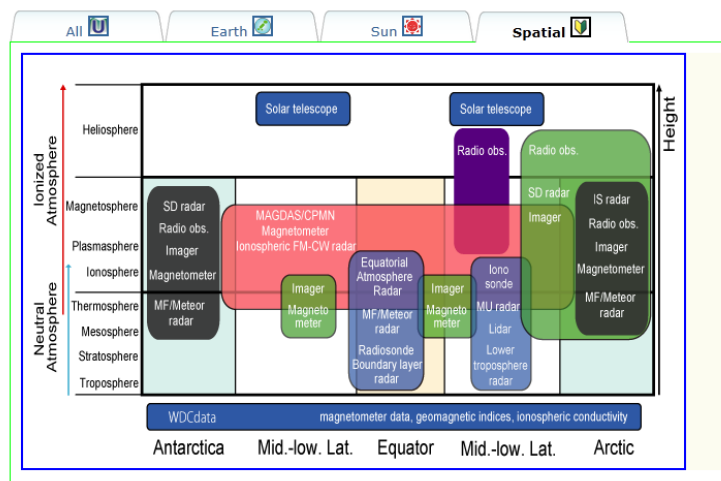 All
Earth
Sun
Spatial
Ionized
Atmosphere
Neutral
Atmosphere
Height
Heliosphere
Magnetosphere
Plasmasphere
Ionosphere
Thermosphere
Mesosphere
Stratosphere
Troposphere
Solar telescope
Solar telescope
Radio obs.
Radio obs.
SD radar
Radio obs.
Imager
Magnetometer
MF/Meteor
radar
MAGDAS/CPMN
Magnetometer
Ionospheric FM-CW radar
SD radar
Imager
IS radar
Radio obs.
Imager
Magnetometer
MF/Meteor
radar
Imager
Magneto
meter
Equatorial
Atmosphere
Radar
MF/Meteor
radar
Radiosonde
Boundary layer
radar
Imager
Magneto
meter
Iono
sonde
MU radar
Lidar
Lower
troposphere
radar
WDCdata
magnetometer data, geomagnetic indices, ionospheric conductivity
Antarctica
Mid.-low. Lat.
Equator
Mid.-low. Lat.
Arctic